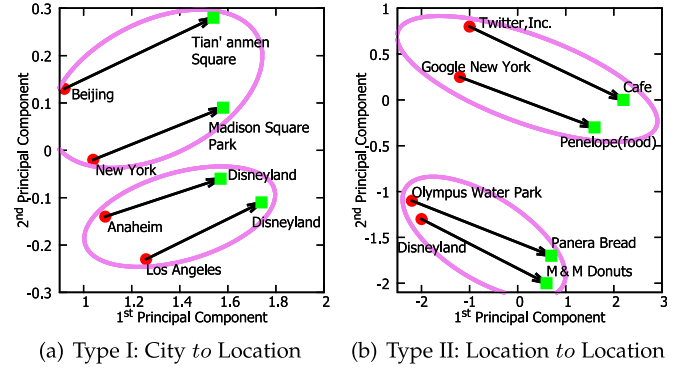 0.3
0.2
0.1
0
-0.1
-0.2
-0.3
1
1.2
1.4
1.6
1.8
2
2nd Principal Component
1st Principal Component
Tian' anmen
Square
Beijing
Madison Square
Park
New York
Disneyland
Anaheim
Disneyland
Los Angeles
(a) Type I: City to Location
1
0.5
0
-0.5
-1
-1.5
-2
-2
-1
0
1
2
3
2nd Principal Component
1st Principal Component
Twitter,Inc.
Google New York
Cafe
Penelope(food)
Olympus Water Park
Disneyland
Panera Bread
M&M Donuts
(b) Type II: Location to Location